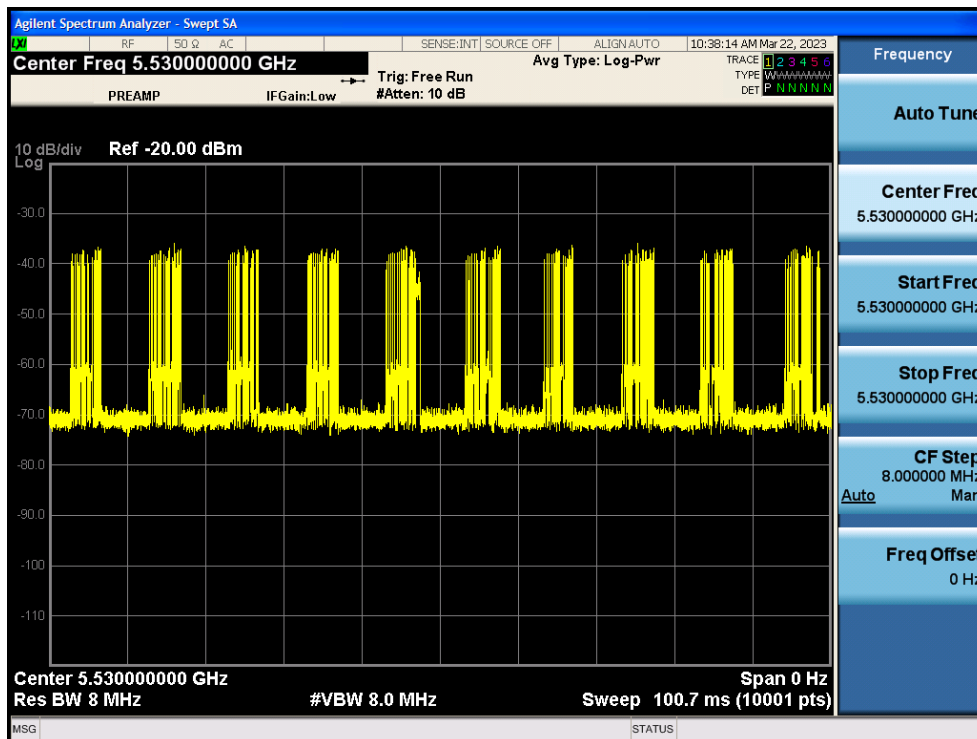 Agilent Spectrum Analyzer - Swept SA
LXI RF 50 Ω AC SENSE:INT SOURCE OFF ALIGN AUTO 10:38:14 AM Mar 22, 2023
Center Freq 5.530000000 GHz
PREAMP
IFGain:Low
Trig: Free Run
#Atten: 10 dB
Avg Type: Log-Pwr
TRACE 1 2 3 4 5 6
TYPE
DET P N N N N N
10 dB/div Ref -20.00 dBm
Log
-30.0
-40.0
-50.0
-60.0
-70.0
-80.0
-90.0
-100
-110
Center 5.530000000 GHz Span 0 Hz
Res BW 8 MHz #VBW 8.0 MHz Sweep 100.7 ms (10001 pts)
MSG STATUS
Frequency
Auto Tune
Center Freq
5.530000000 GHz
Start Freq
5.530000000 GHz
Stop Freq
5.530000000 GHz
CF Step
8.000000 MHz
Auto Man
Freq Offset
0 Hz